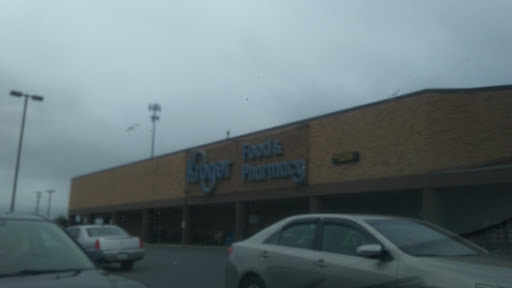 Kroger
Food &
Pharmacy